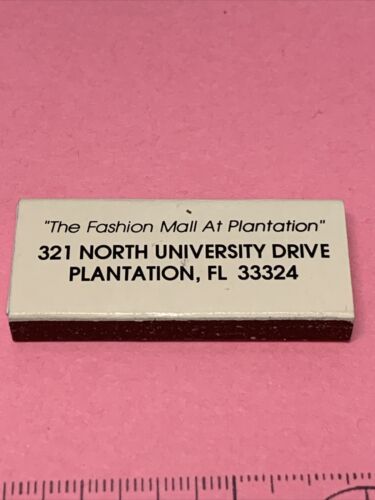 "The Fashion Mall At Plantation"
321 NORTH UNIVERSITY DRIVE
PLANTATION, FL 33324